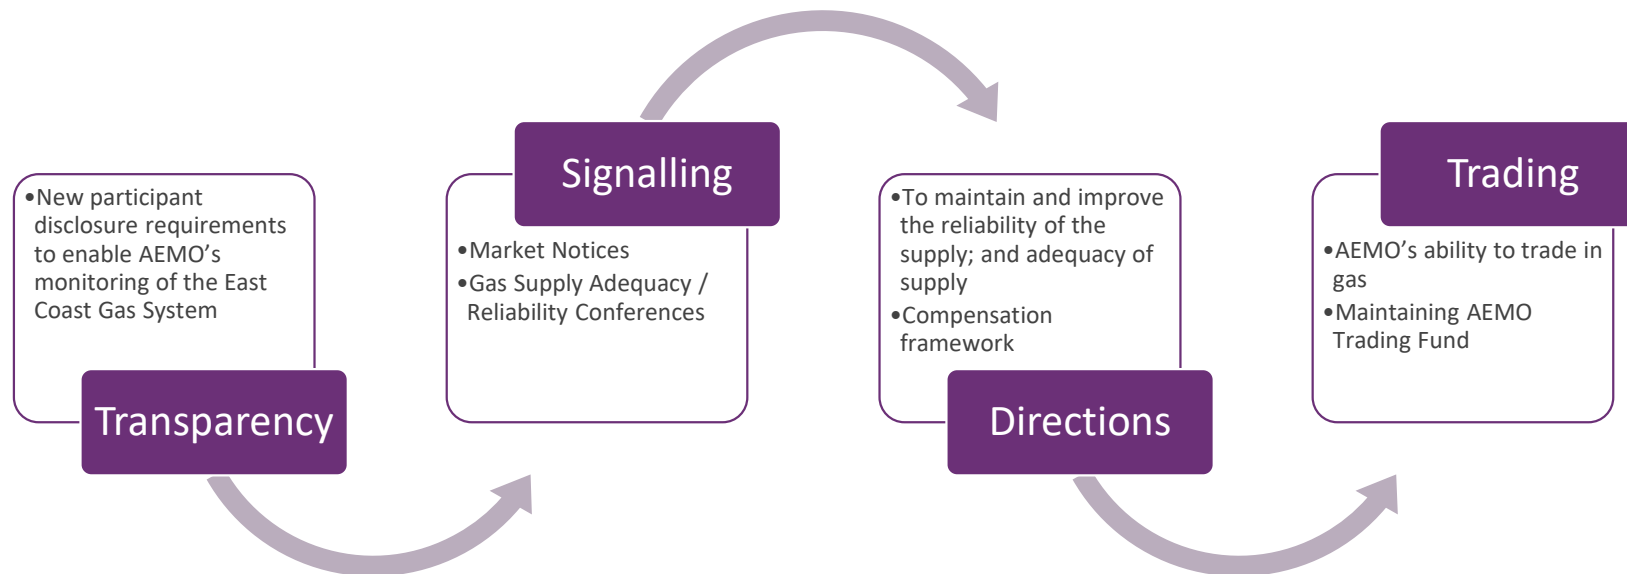 •New participant
disclosure requirements
to enable AEMO’s
monitoring of the East
Coast Gas System
Transparency
Signalling
•Market Notices
•Gas Supply Adequacy /
Reliability Conferences
•To maintain and improve
the reliability of the
supply; and adequacy of
supply
•Compensation
framework
Directions
Trading
•AEMO’s ability to trade in
gas
•Maintaining AEMO
Trading Fund